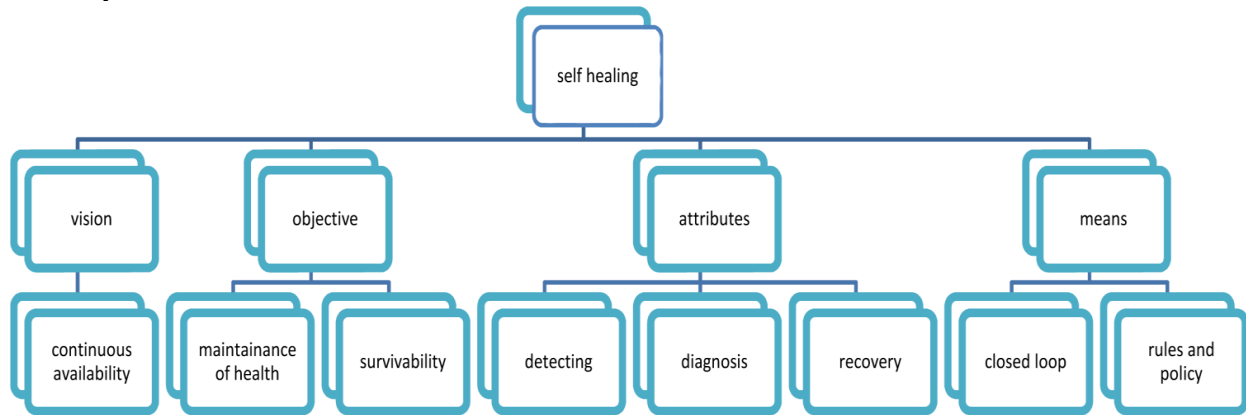 self healing
vision
objective
attributes
means
continuous
availability
maintainance
of health
survivability
detecting
diagnosis
recovery
closed loop
rules and
policy